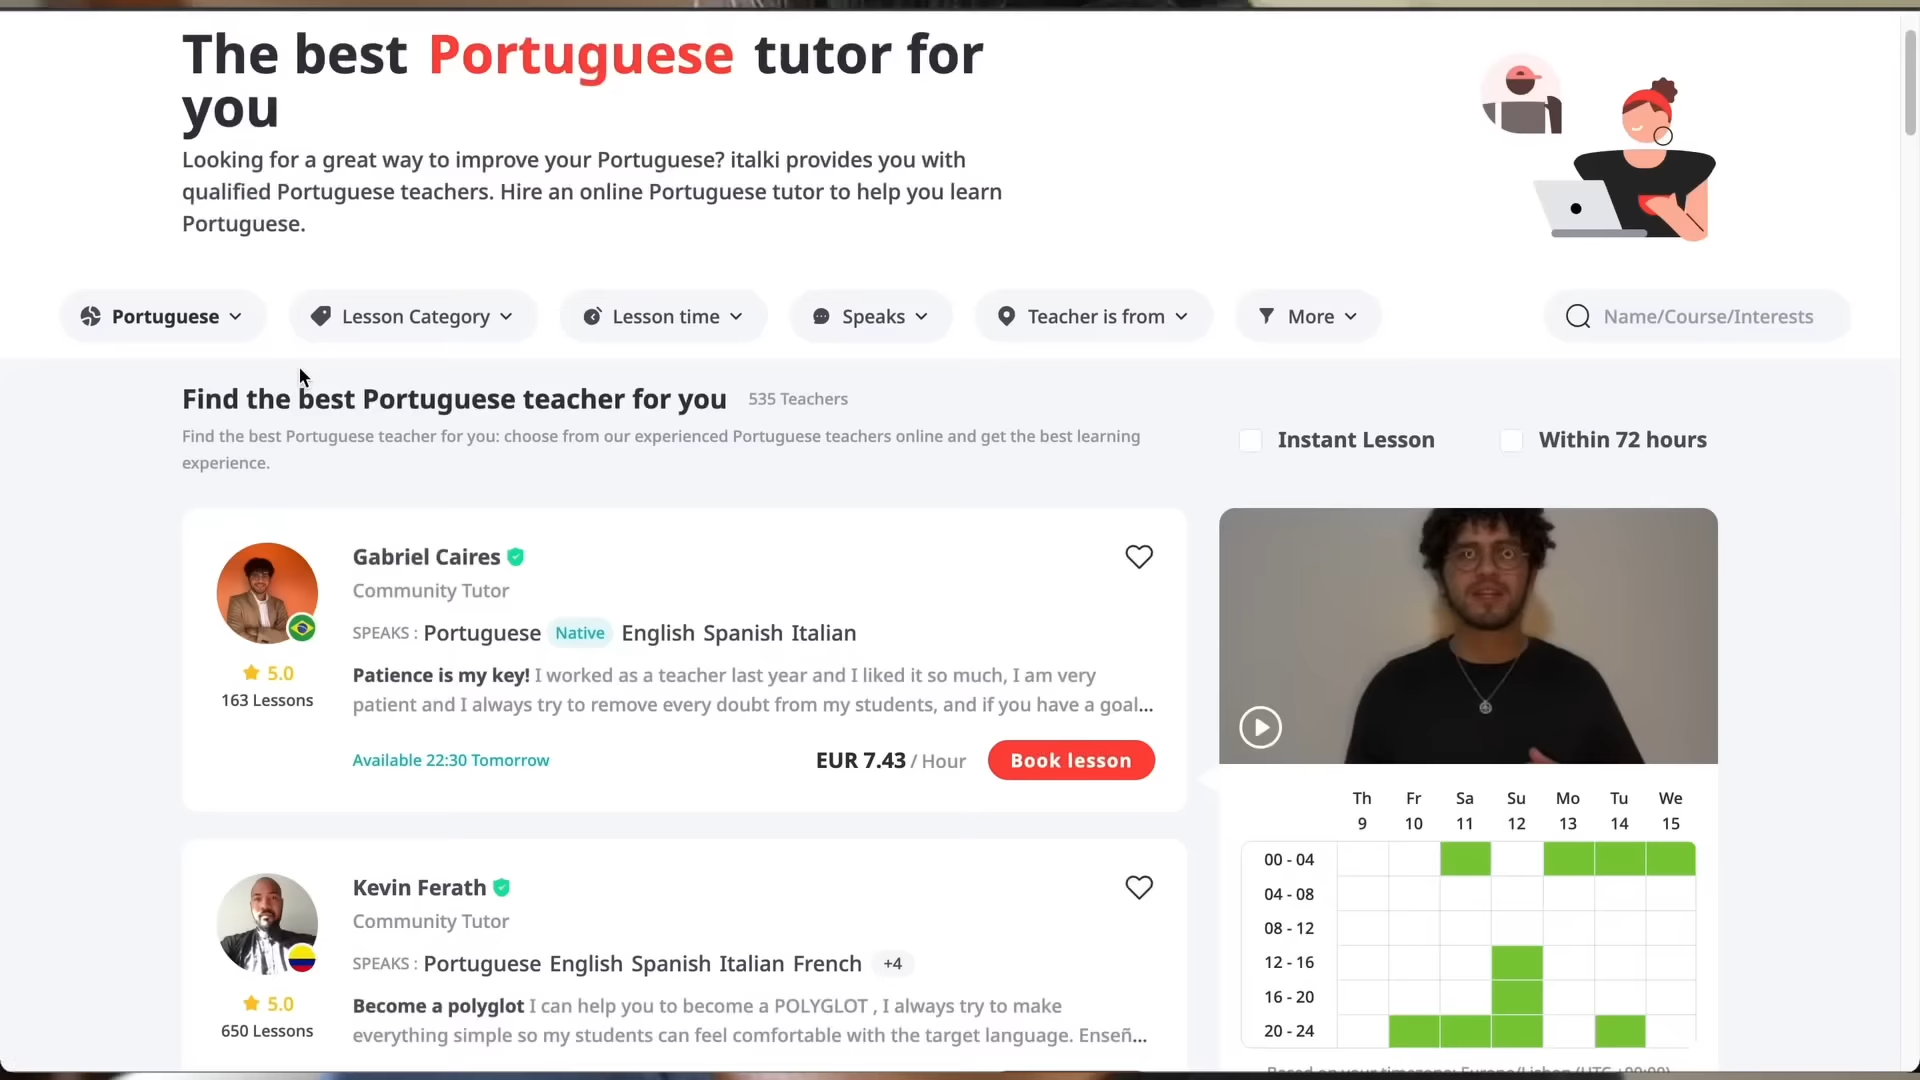 The best Portuguese tutor for
you
Looking for a great way to improve your Portuguese? italki provides you with
qualified Portuguese teachers. Hire an online Portuguese tutor to help you learn
Portuguese.
Portuguese
Lesson Category
Lesson time
Speaks
Teacher is from
More
Name/Course/Interests
Find the best Portuguese teacher for you 535 Teachers
Find the best Portuguese teacher for you: choose from our experienced Portuguese teachers online and get the best learning
experience.
Instant Lesson
Within 72 hours
Gabriel Caires
Community Tutor
SPEAKS : Portuguese Native English Spanish Italian
5.0
163 Lessons
Patience is my key! I worked as a teacher last year and I liked it so much, I am very
patient and I always try to remove every doubt from my students, and if you have a goal...
Available 22:30 Tomorrow
EUR 7.43 / Hour
Book lesson
Kevin Ferath
Community Tutor
SPEAKS : Portuguese English Spanish Italian French +4
5.0
650 Lessons
Become a polyglot I can help you to become a POLYGLOT , I always try to make
everything simple so my students can feel comfortable with the target language. Enseñ...
Th Fr Sa Su Mo Tu We
9 10 11 12 13 14 15
00 - 04
04 - 08
08 - 12
12 - 16
16 - 20
20 - 24
Based on your timezone: Europe/Lisbon (UTC +00:00)